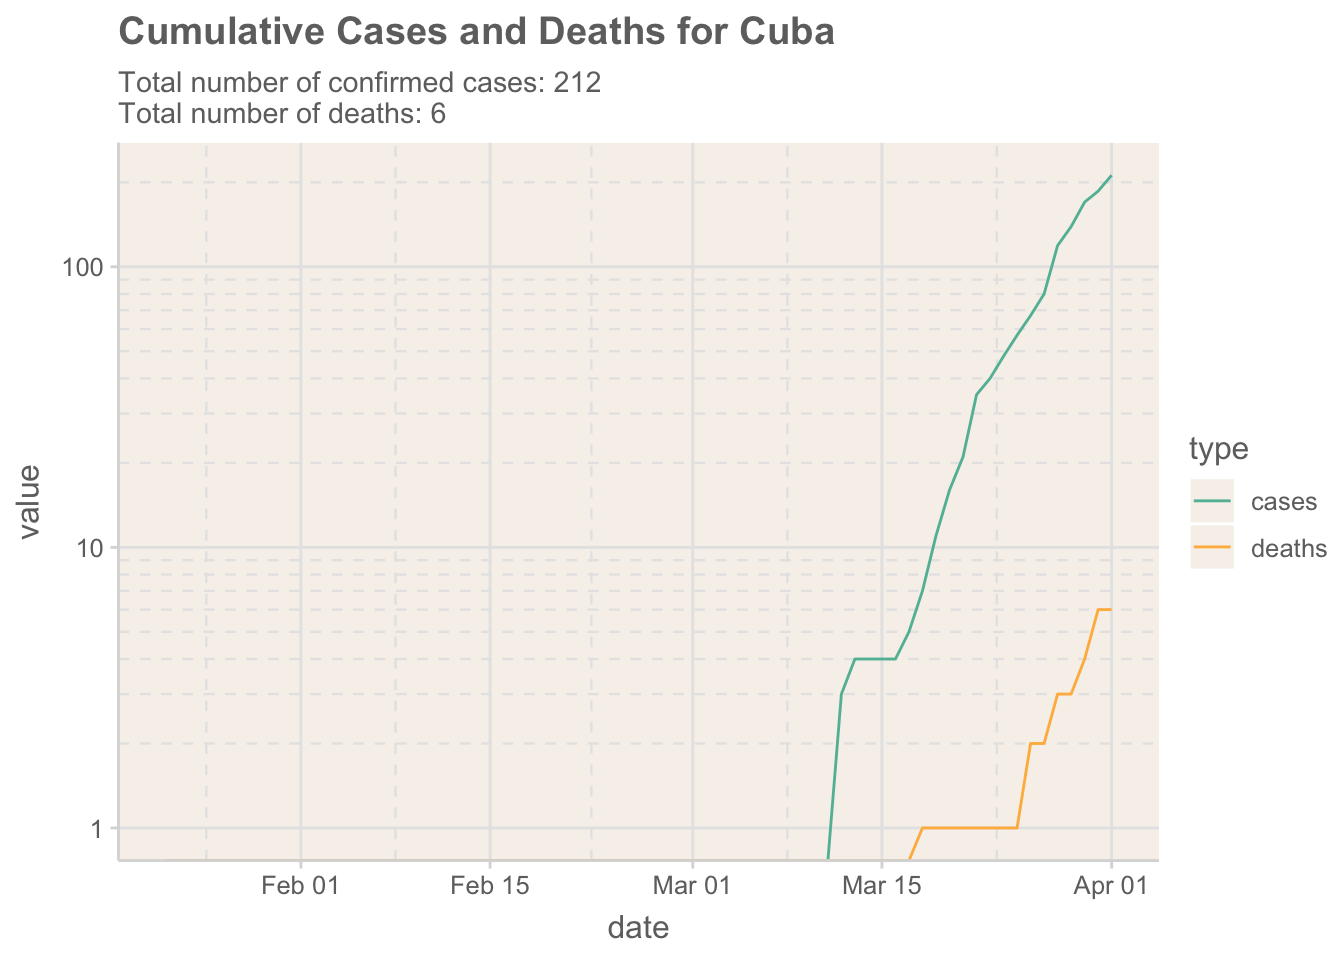 Cumulative Cases and Deaths for Cuba
Total number of confirmed cases: 212
Total number of deaths: 6
value
100
10
1
Feb 01
Feb 15
Mar 01
Mar 15
Apr 01
date
type
cases
deaths